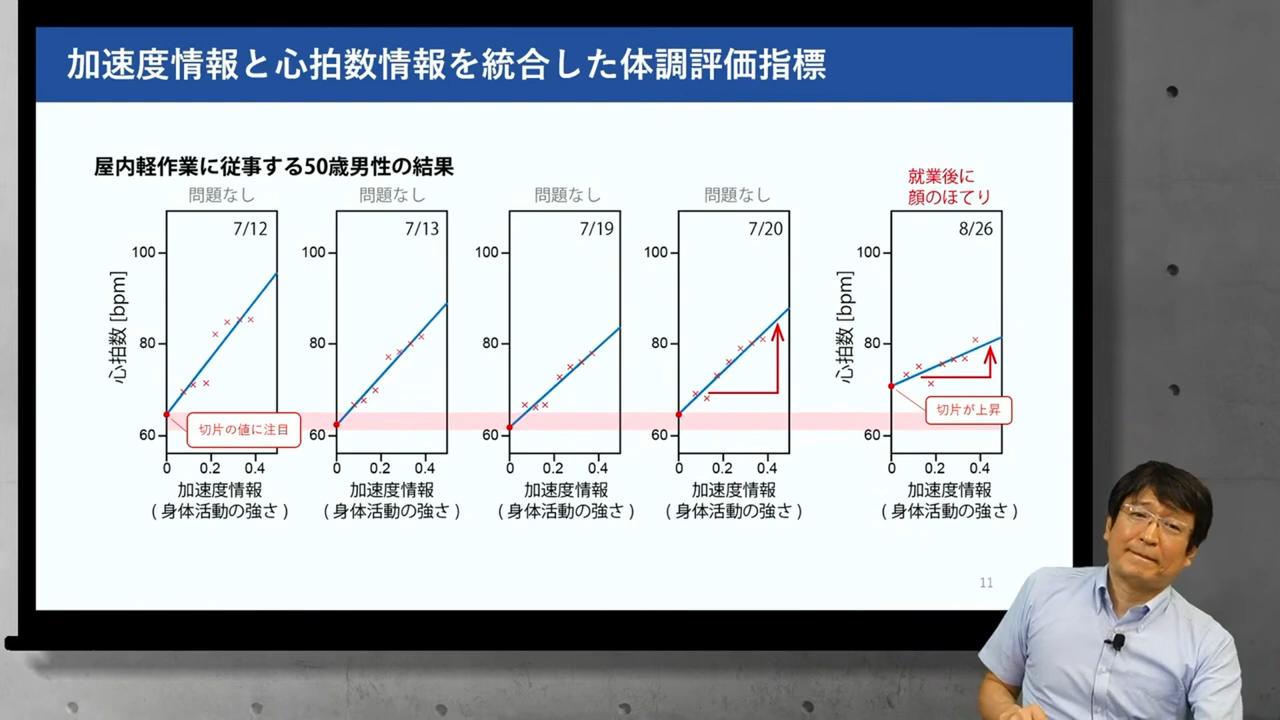 加速度情報と心拍数情報を統合した体調評価指標
屋内軽作業に従事する50歳男性の結果
問題なし
問題なし
問題なし
問題なし
就業後に
顔のほてり
7/12
7/13
7/19
7/20
8/26
100
100
100
100
100
心拍数 [bpm]
心拍数 [bpm]
80
80
80
80
80
切片の値に注目
切片が上昇
60
60
60
60
60
0 0.2 0.4
0 0.2 0.4
0 0.2 0.4
0 0.2 0.4
0 0.2 0.4
加速度情報
( 身体活動の強さ )
加速度情報
( 身体活動の強さ )
加速度情報
( 身体活動の強さ )
加速度情報
( 身体活動の強さ )
加速度情報
( 身体活動の強さ )
11